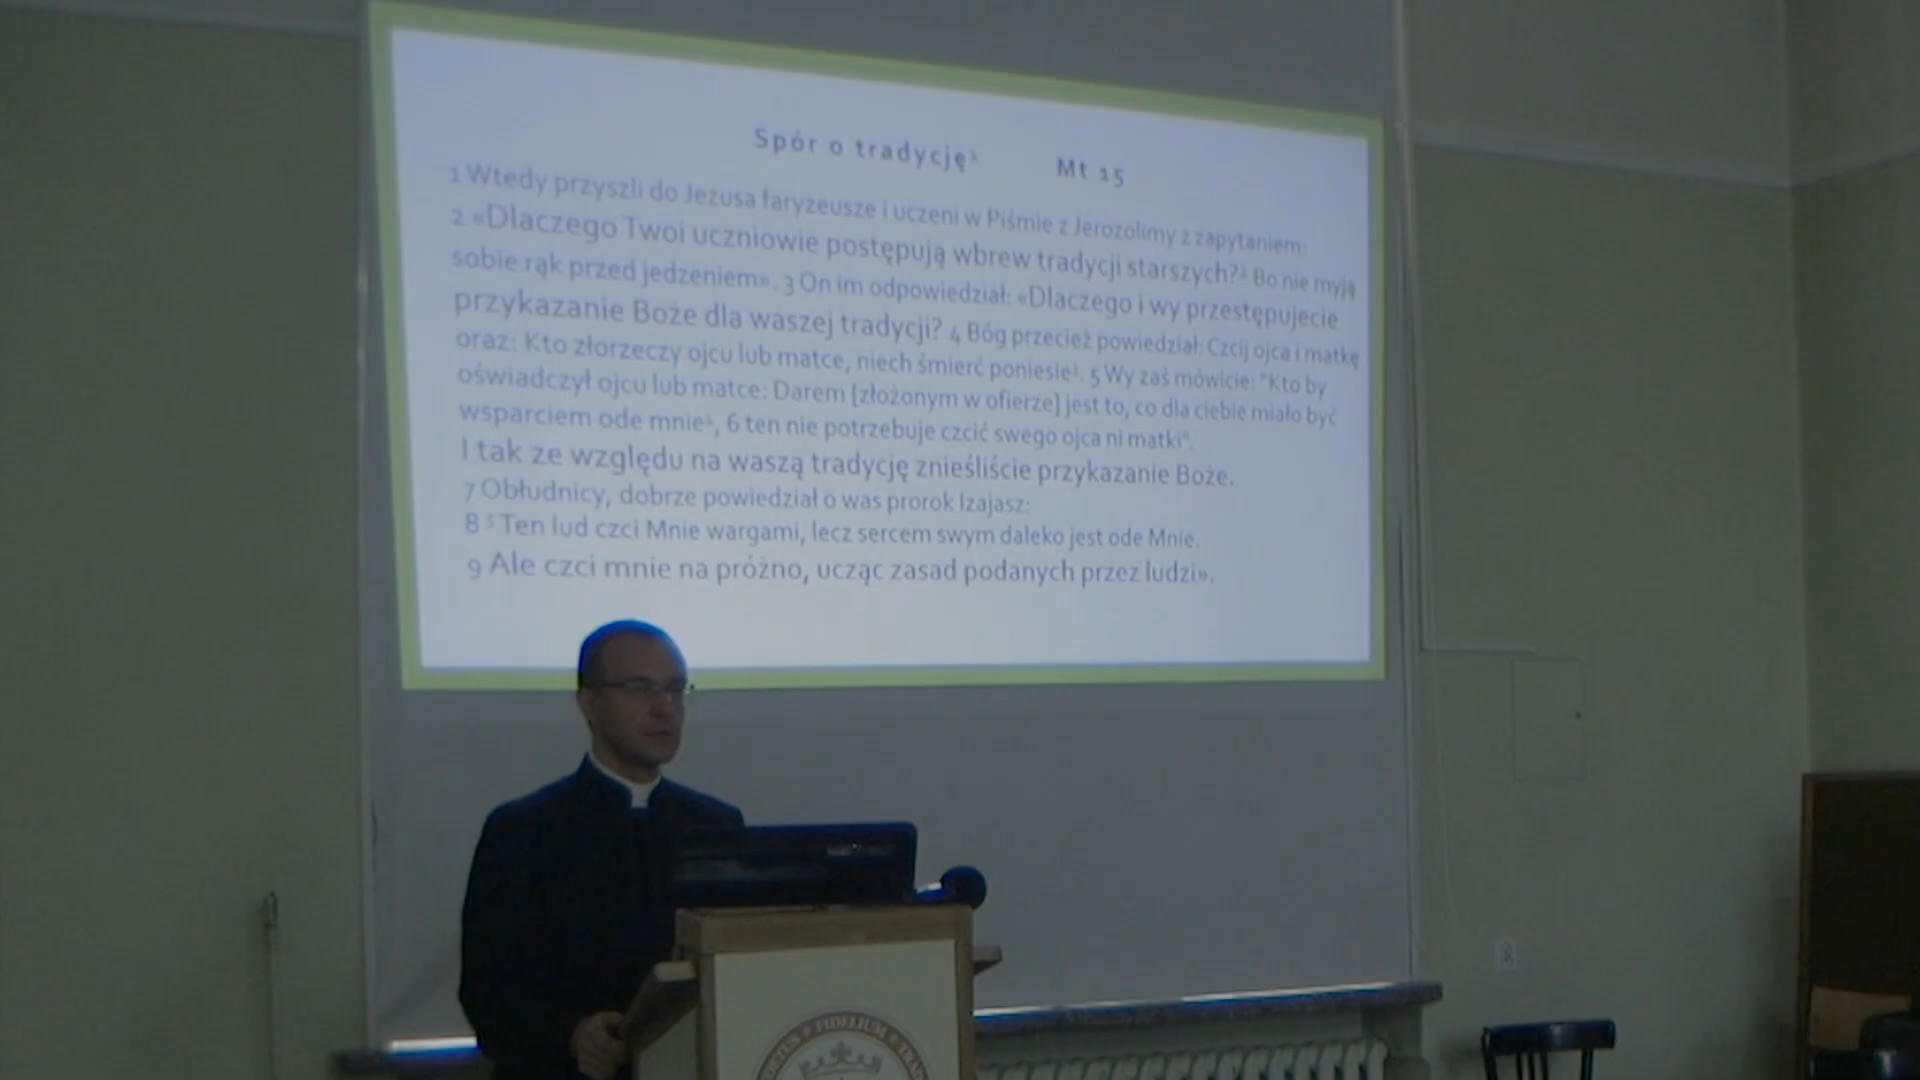 Spór o tradycję¹ Mt 15
1 Wtedy przyszli do Jezusa faryzeusze i uczeni w Piśmie z Jerozolimy z zapytaniem:
2 «Dlaczego Twoi uczniowie postępują wbrew tradycji starszych?² Bo nie myją
sobie rąk przed jedzeniem». 3 On im odpowiedział: «Dlaczego i wy przestępujecie
przykazanie Boże dla waszej tradycji? 4 Bóg przecież powiedział: Czcij ojca i matkę
oraz: Kto złorzeczy ojcu lub matce, niech śmierć poniesie³. 5 Wy zaś mówicie: "Kto by
oświadczył ojcu lub matce: Darem [złożonym w ofierze] jest to, co dla ciebie miało być
wsparciem ode mnie⁴, 6 ten nie potrzebuje czcić swego ojca ni matki".
I tak ze względu na waszą tradycję znieśliście przykazanie Boże.
7 Obłudnicy, dobrze powiedział o was prorok Izajasz:
8 ⁵ Ten lud czci Mnie wargami, lecz sercem swym daleko jest ode Mnie.
9 Ale czci mnie na próżno, ucząc zasad podanych przez ludzi».
FIDELIUM